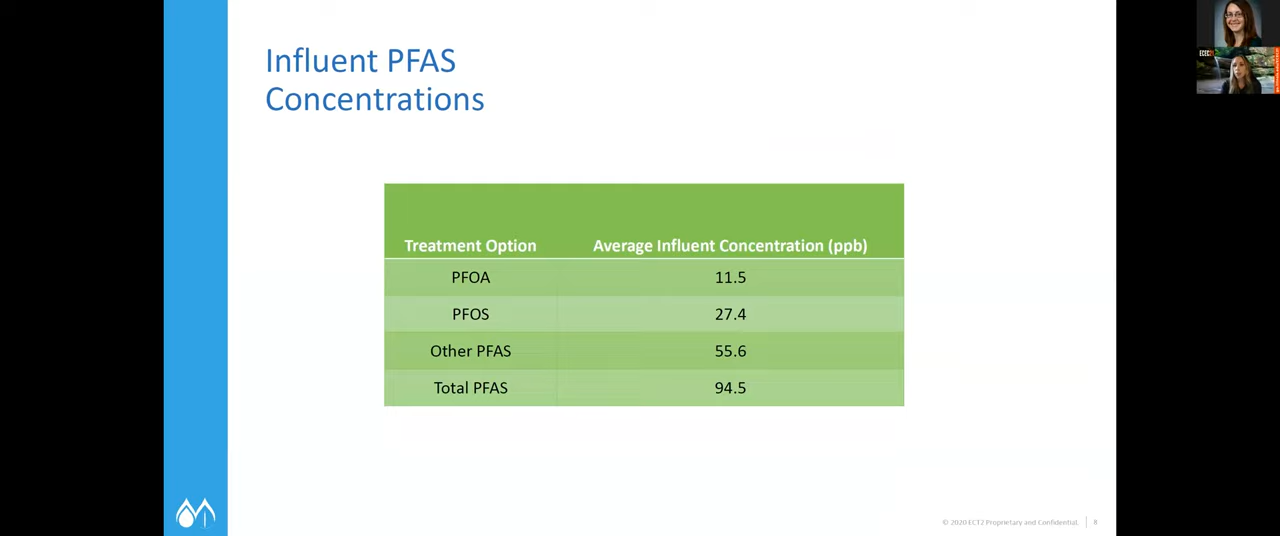 Influent PFAS
Concentrations
Treatment Option Average Influent Concentration (ppb)
PFOA 11.5
PFOS 27.4
Other PFAS 55.6
Total PFAS 94.5
© 2020 ECT2 Proprietary and Confidential 8